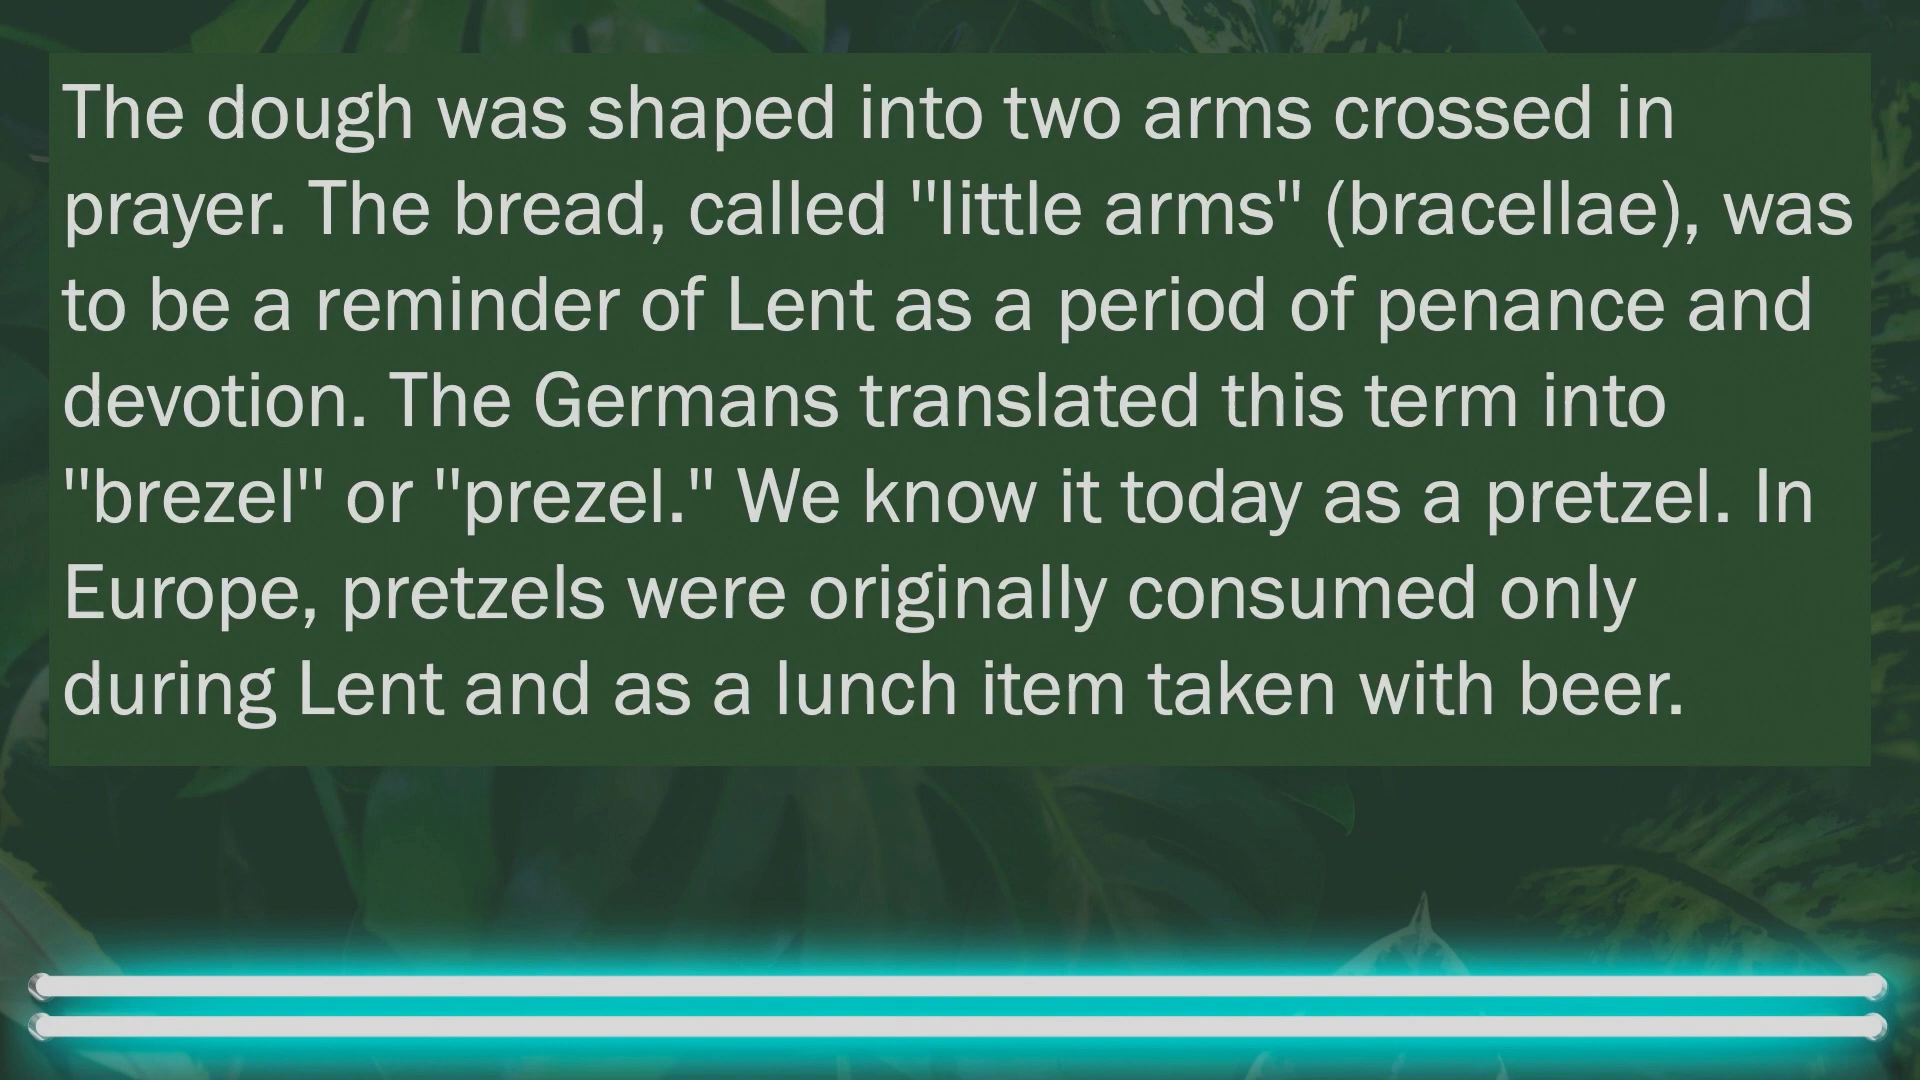 The dough was shaped into two arms crossed in
prayer. The bread, called "little arms" (bracellae), was
to be a reminder of Lent as a period of penance and
devotion. The Germans translated this term into
"brezel" or "prezel." We know it today as a pretzel. In
Europe, pretzels were originally consumed only
during Lent and as a lunch item taken with beer.